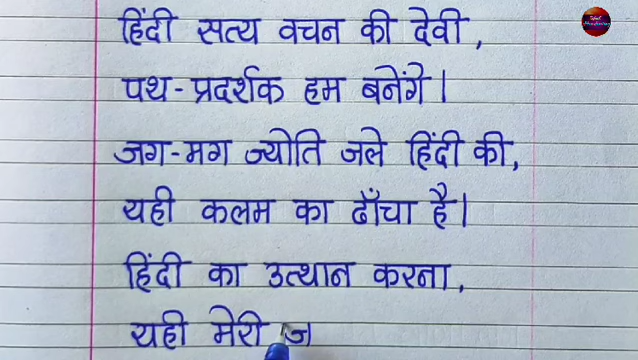 हिंदी सत्य वचन की देवी,
पथ-प्रदर्शक हम बनेंगे।
जग-मग ज्योति जले हिंदी की,
यही कलम का ढाँचा है।
हिंदी का उत्थान करना,
यही मेरी ज